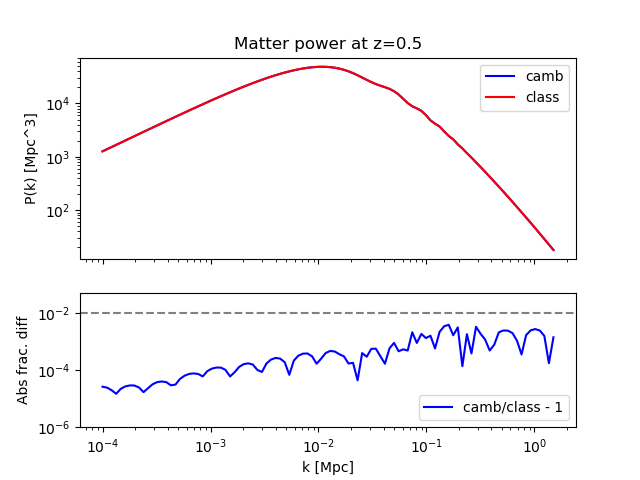 Matter power at z=0.5
P(k) [Mpc^3]
10^4
10^3
10^2
camb
class
Abs frac. diff
10^−2
10^−4
10^−6
camb/class - 1
10^−4
10^−3
10^−2
10^−1
10^0
k [Mpc]